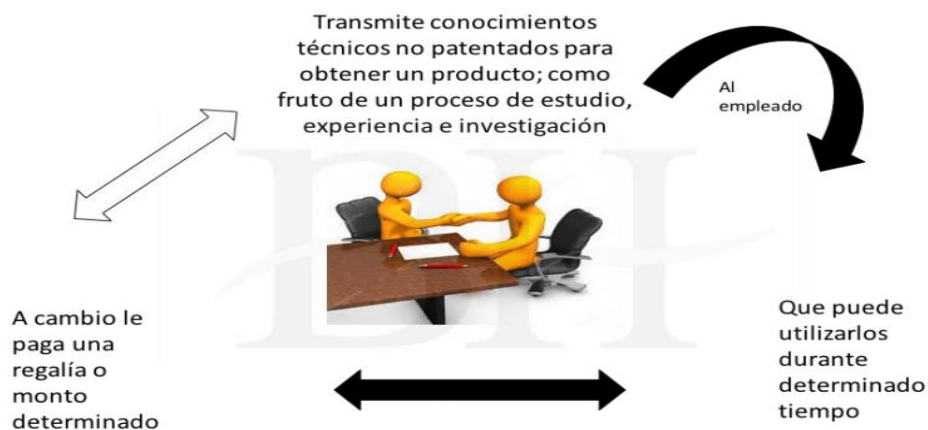 Transmite conocimientos
técnicos no patentados para
obtener un producto; como
fruto de un proceso de estudio,
experiencia e investigación
Al
empleado
A cambio le
paga una
regalía o
monto
determinado
Que puede
utilizarlos
durante
determinado
tiempo
DH